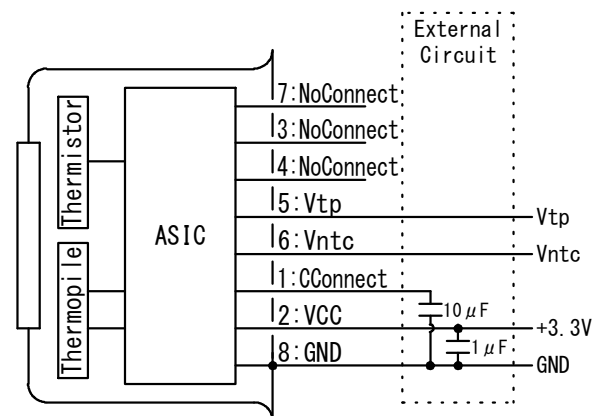 External
Circuit
7:NoConnect
3:NoConnect
4:NoConnect
5:Vtp
6:Vntc
1:CConnect
2:VCC
8:GND
Thermistor
Thermopile
ASIC
Vtp
Vntc
10μF
+3.3V
1μF
GND